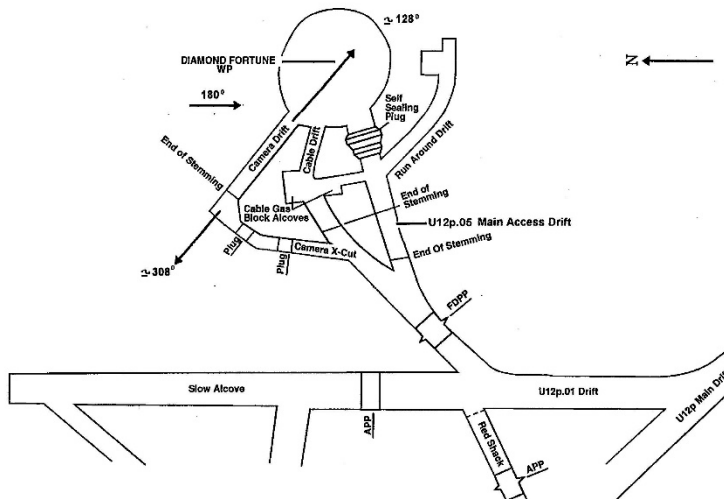 ≃ 128°
DIAMOND FORTUNE
WP
N
180°
Self
Sealing
Plug
End of Stemming
Camera Drift
Cable Drift
Run Around Drift
Cable Gas
Block Alcoves
End of
Stemming
U12p.05 Main Access Drift
End Of Stemming
≃ 308°
Plug
Plug
Camera X-Cut
FDPP
Slow Alcove
APP
U12p.01 Drift
U12p Main Drift
Red Shack
APP